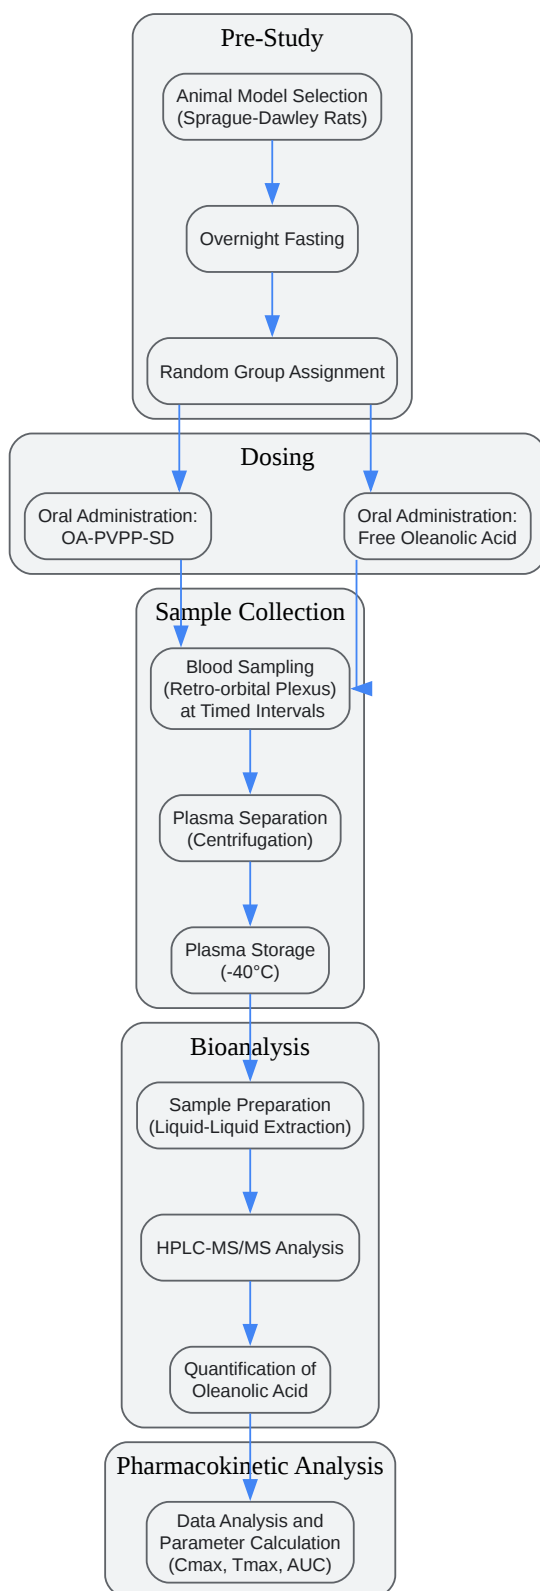 Pre-Study
Animal Model Selection
(Sprague-Dawley Rats)
Overnight Fasting
Random Group Assignment
Dosing
Oral Administration:
OA-PVPP-SD
Oral Administration:
Free Oleanolic Acid
Sample Collection
Blood Sampling
(Retro-orbital Plexus)
at Timed Intervals
Plasma Separation
(Centrifugation)
Plasma Storage
(-40°C)
Bioanalysis
Sample Preparation
(Liquid-Liquid Extraction)
HPLC-MS/MS Analysis
Quantification of
Oleanolic Acid
Pharmacokinetic Analysis
Data Analysis and
Parameter Calculation
(Cmax, Tmax, AUC)